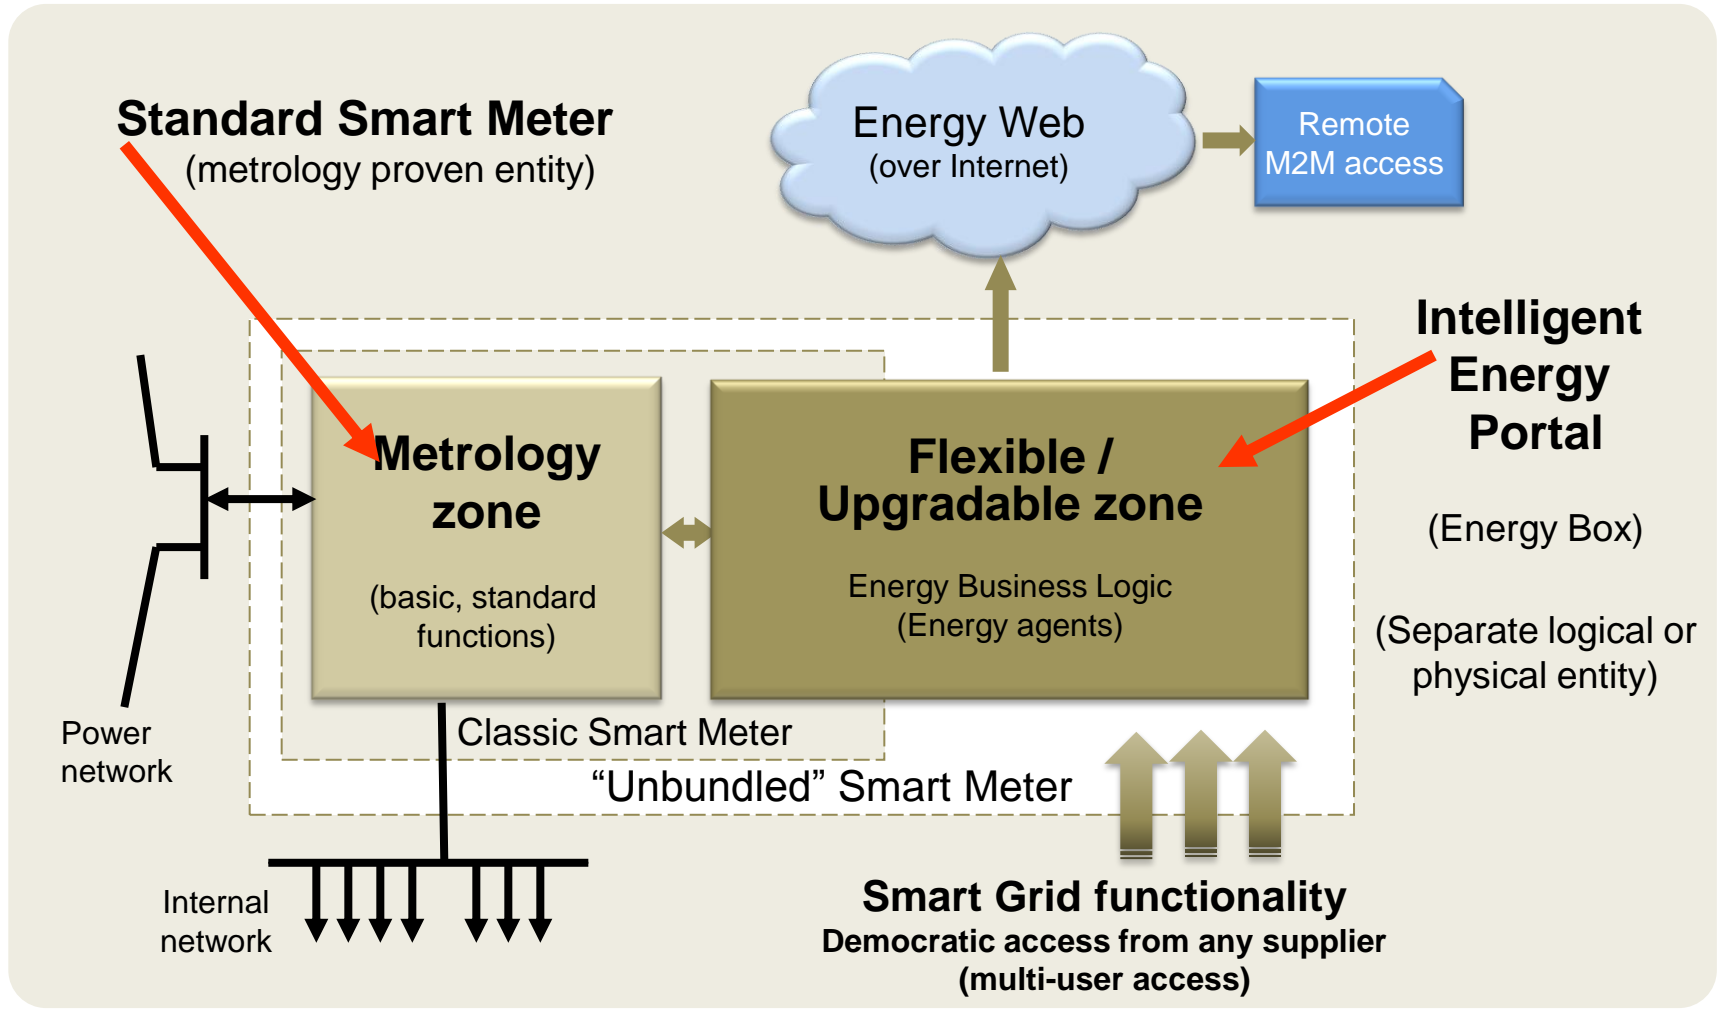 Standard Smart Meter
(metrology proven entity)
Energy Web
(over Internet)
Remote
M2M access
Intelligent
Energy
Portal
(Energy Box)
(Separate logical or
physical entity)
Metrology
zone
(basic, standard
functions)
Flexible /
Upgradable zone
Energy Business Logic
(Energy agents)
Classic Smart Meter
“Unbundled” Smart Meter
Power
network
Internal
network
Smart Grid functionality
Democratic access from any supplier
(multi-user access)